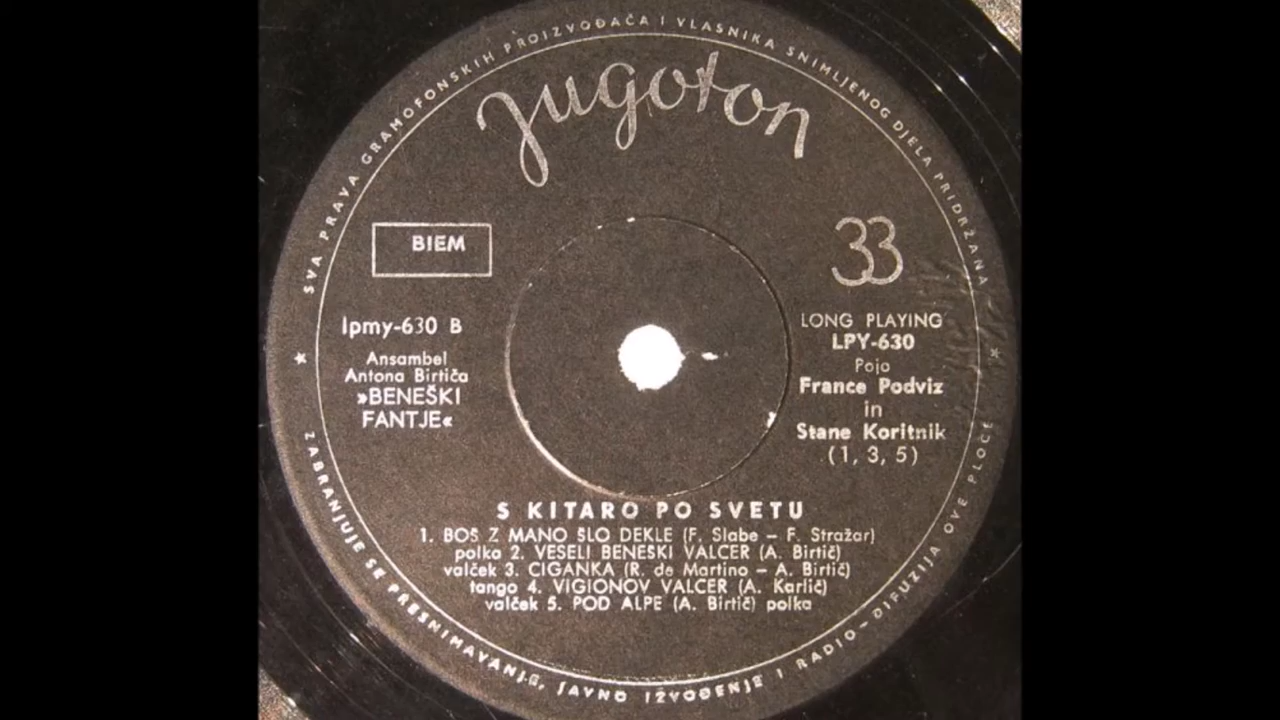 SVA PRAVA GRAMOFONSKIH PROIZVOĐAČA I VLASNIKA SNIMLJENOG DJELA PRIDRŽANA
jugoton
BIEM
33
lpmy-630 B
Ansambel
Antona Birtiča
»BENEŠKI
FANTJE«
LONG PLAYING
LPY-630
Pojo
France Podviz
in
Stane Koritnik
(1, 3, 5)
S KITARO PO SVETU
1. BOŠ Z MANO ŠLO DEKLE (F. Slabe – F. Stražar)
polka 2. VESELI BENEŠKI VALČEK (A. Birtič)
valček 3. CIGANKA (R. de Martino – A. Birtič)
tango 4. VIGIONOV VALČEK (A. Karlič)
valček 5. POD ALPE (A. Birtič) polka
ZABRANJUJE SE PRESNIMAVANJE, JAVNO IZVOĐENJE I RADIO-DIFUZIJA OVE PLOČE